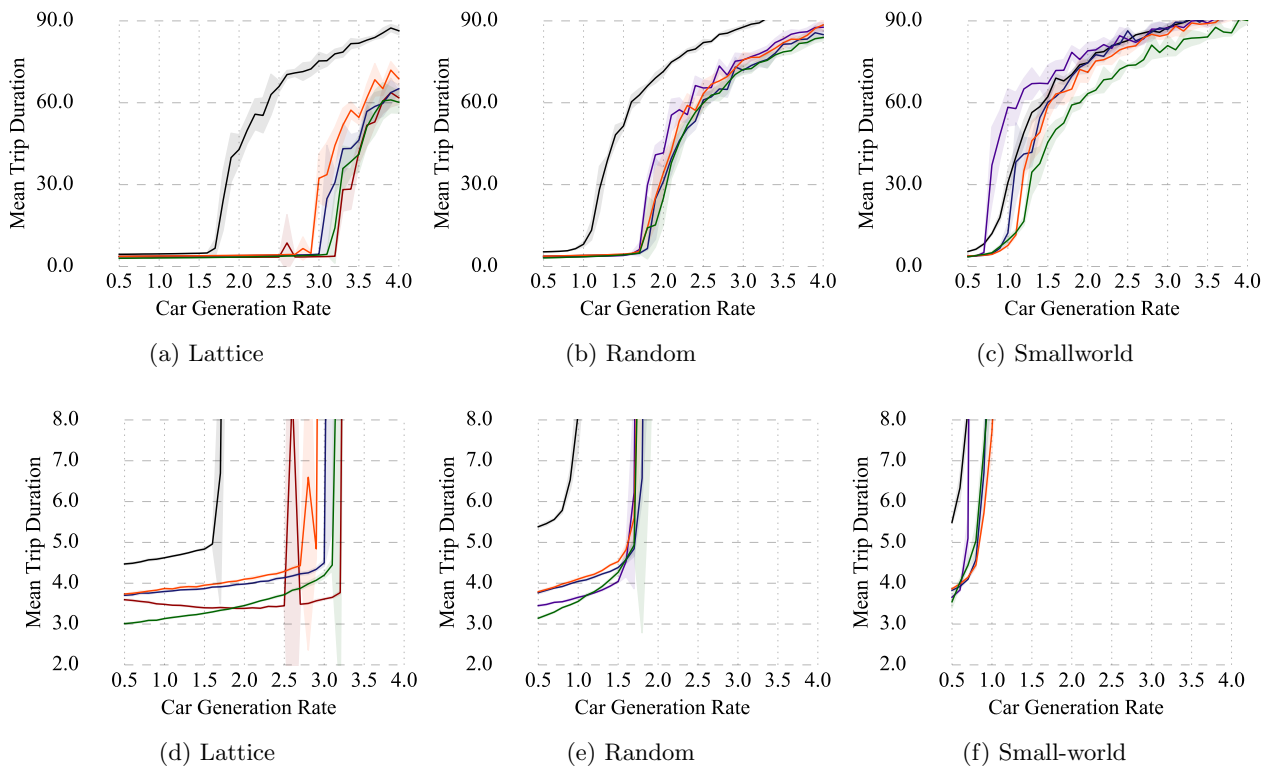 90.0
60.0
30.0
0.0
Mean Trip Duration
0.5 1.0 1.5 2.0 2.5 3.0 3.5 4.0
Car Generation Rate
(a) Lattice
90.0
60.0
30.0
0.0
Mean Trip Duration
0.5 1.0 1.5 2.0 2.5 3.0 3.5 4.0
Car Generation Rate
(b) Random
90.0
60.0
30.0
0.0
Mean Trip Duration
0.5 1.0 1.5 2.0 2.5 3.0 3.5 4.0
Car Generation Rate
(c) Smallworld
8.0
7.0
6.0
5.0
4.0
3.0
2.0
Mean Trip Duration
0.5 1.0 1.5 2.0 2.5 3.0 3.5 4.0
Car Generation Rate
(d) Lattice
8.0
7.0
6.0
5.0
4.0
3.0
2.0
Mean Trip Duration
0.5 1.0 1.5 2.0 2.5 3.0 3.5 4.0
Car Generation Rate
(e) Random
8.0
7.0
6.0
5.0
4.0
3.0
2.0
Mean Trip Duration
0.5 1.0 1.5 2.0 2.5 3.0 3.5 4.0
Car Generation Rate
(f) Small-world